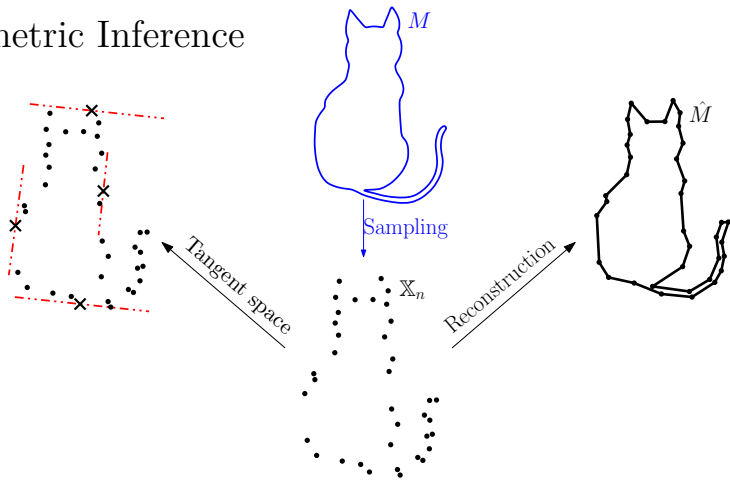 metric Inference
M
M̂
Sampling
Tangent space
𝕏ₙ
Reconstruction